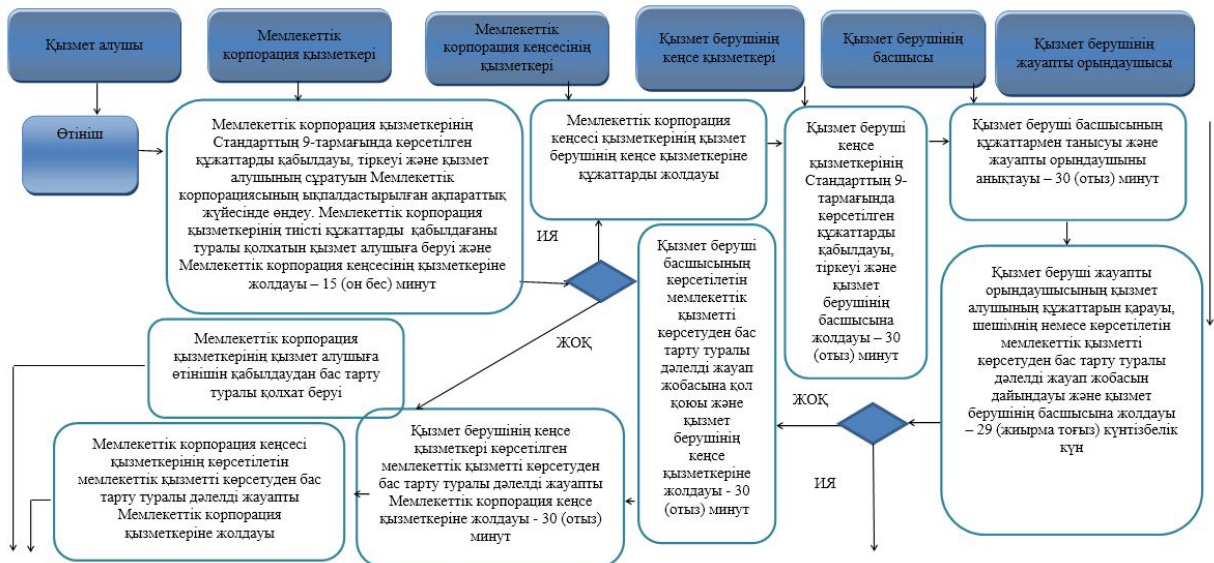 Қызмет алушы
Мемлекеттік
корпорация қызметкері
Мемлекеттік
корпорация кеңсесінің
қызметкері
Қызмет берушінің
кеңсе қызметкері
Қызмет берушінің
басшысы
Қызмет берушінің
жауапты орындаушысы
Өтініш
Мемлекеттік корпорация қызметкерінің
Стандарттың 9-тармағында көрсетілген
құжаттарды қабылдауы, тіркеуі және қызмет
алушының сұратуын Мемлекеттік
корпорациясының ықпалдастырылған ақпараттық
жүйесінде өңдеу. Мемлекеттік корпорация
қызметкерінің тиісті құжаттарды қабылдағаны
туралы қолхатын қызмет алушыға беруі және
Мемлекеттік корпорация кеңсесінің қызметкеріне
жолдауы – 15 (он бес) минут
Мемлекеттік корпорация
кеңсесі қызметкерінің қызмет
берушінің кеңсе қызметкеріне
құжаттарды жолдауы
Қызмет беруші
кеңсе
қызметкерінің
Стандарттың 9-
тармағында
көрсетілген
құжаттарды
қабылдауы,
тіркеуі және
қызмет
берушінің
басшысына
жолдауы – 30
(отыз) минут
Қызмет беруші басшысының
құжаттармен танысуы және
жауапты орындаушыны
анықтауы – 30 (отыз) минут
ИЯ
ЖОҚ
Қызмет беруші
басшысының
көрсетілетін
мемлекеттік
қызметті
көрсетуден бас
тарту туралы
дәлелді жауап
жобасына қол
қоюы және
қызмет
берушінің
кеңсе
қызметкеріне
жолдауы - 30
(отыз) минут
Қызмет беруші жауапты
орындаушысының қызмет
алушының құжаттарын қарауы,
шешімнің немесе көрсетілетін
мемлекеттік қызметті
көрсетуден бас тарту туралы
дәлелді жауап жобасын
дайындауы және қызмет
берушінің басшысына жолдауы
– 29 (жиырма тоғыз) күнтізбелік
күн
ЖОҚ
ИЯ
Мемлекеттік корпорация
қызметкерінің қызмет алушыға
өтінішін қабылдаудан бас тарту
туралы қолхат беруі
Қызмет берушінің кеңсе
қызметкері көрсетілген
мемлекеттік қызметті көрсетуден
бас тарту туралы дәлелді жауапты
Мемлекеттік корпорация кеңсе
қызметкеріне жолдауы - 30 (отыз)
минут
Мемлекеттік корпорация кеңсесі
қызметкерінің көрсетілетін
мемлекеттік қызметті көрсетуден бас
тарту туралы дәлелді жауапты
Мемлекеттік корпорация
қызметкеріне жолдауы